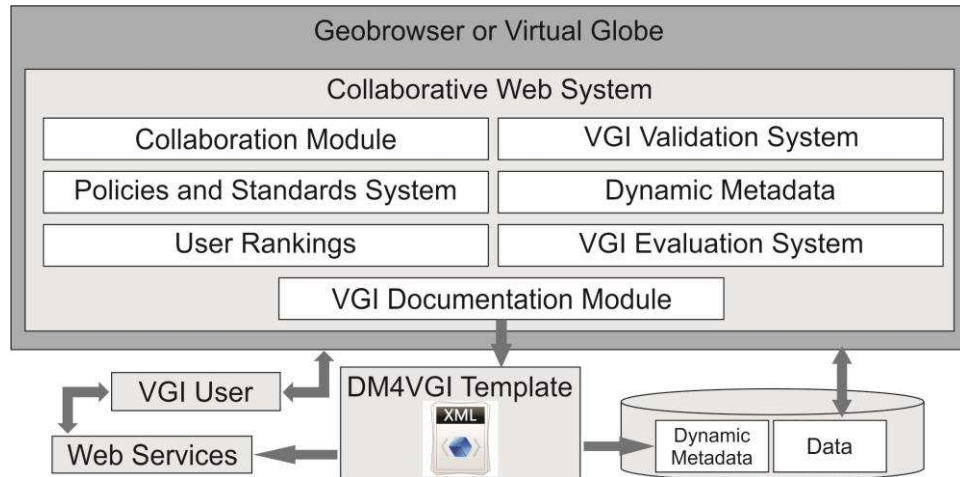 Geobrowser or Virtual Globe
Collaborative Web System
Collaboration Module
VGI Validation System
Policies and Standards System
Dynamic Metadata
User Rankings
VGI Evaluation System
VGI Documentation Module
VGI User
Web Services
DM4VGI Template
XML
Dynamic
Metadata
Data